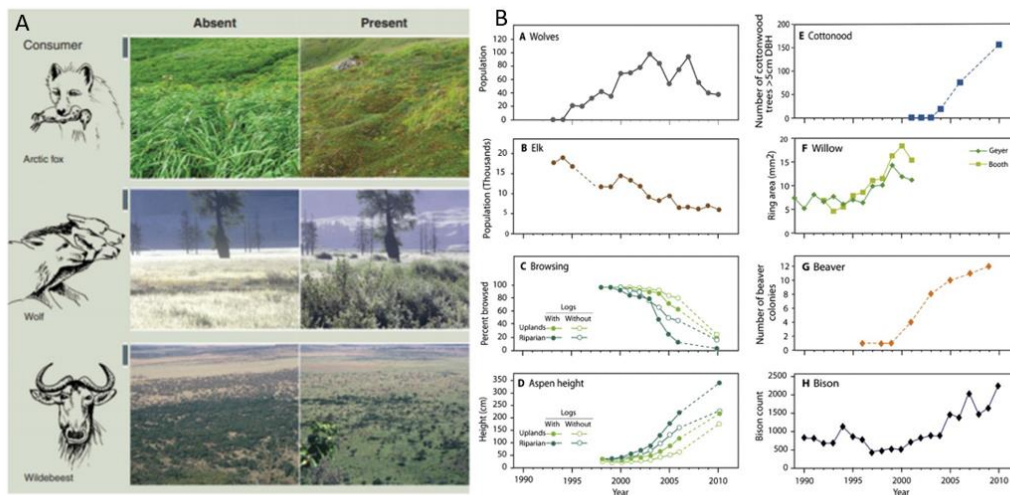 A
Absent
Present
Consumer
Arctic fox
Wolf
Wildebeest
B
A Wolves
Population
120
100
80
60
40
20
0
B Elk
Population (Thousands)
20
15
10
5
0
C Browsing
Percent browsed
100
80
60
40
20
0
Logs
With Without
Uplands
Riparian
D Aspen height
Height (cm)
350
300
250
200
150
100
50
0
Logs
With Without
Uplands
Riparian
1990 1995 2000 2005 2010
Year
E Cottonood
Number of cottonwood
trees >5cm DBH
200
150
100
50
0
F Willow
Ring area (mm2)
20
15
10
5
0
Geyer
Booth
G Beaver
Number of beaver
colonies
12
10
8
6
4
2
0
H Bison
Bison count
2500
2000
1500
1000
500
0
1990 1995 2000 2005 2010
Year